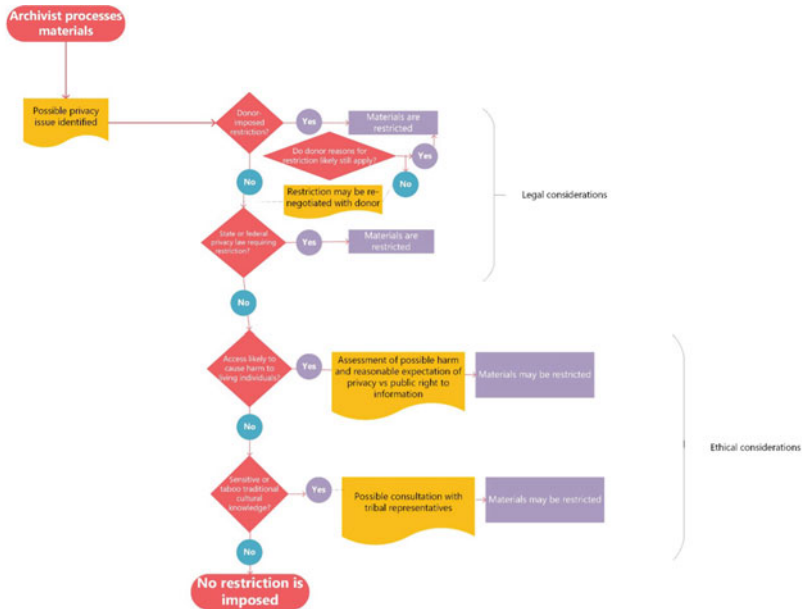 Archivist processes
materials
Possible privacy
issue identified
Donor-
imposed
restriction?
Yes
Materials are
restricted
Do donor reasons for
restriction likely still apply?
Yes
No
No
Restriction may be re-
negotiated with donor
Legal considerations
State or federal
privacy law requiring
restriction?
Yes
Materials are
restricted
No
Access likely to
cause harm to
living individuals?
Yes
Assessment of possible harm
and reasonable expectation of
privacy vs public right to
information
Materials may be restricted
No
Ethical considerations
Sensitive or
taboo traditional
cultural
knowledge?
Yes
Possible consultation with
tribal representatives
Materials may be restricted
No
No restriction is
imposed